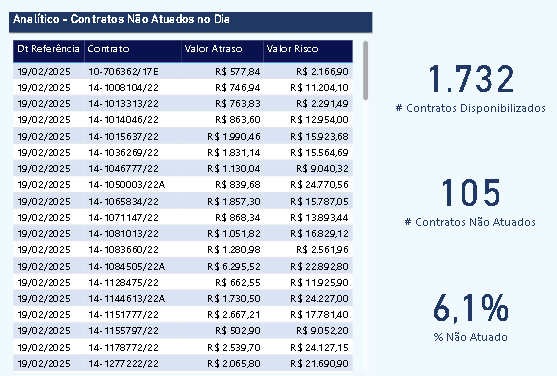 Analítico - Contratos Não Atuados no Dia
Dt Referência Contrato Valor Atraso Valor Risco
19/02/2025 10-706362/17E R$ 577,84 R$ 2.166,90
19/02/2025 14-1008104/22 R$ 746,94 R$ 11.204,10
19/02/2025 14-1013313/22 R$ 763,83 R$ 2.291,49
19/02/2025 14-1014046/22 R$ 863,60 R$ 12.954,00
19/02/2025 14-1015637/22 R$ 1.990,46 R$ 15.923,68
19/02/2025 14-1036269/22 R$ 1.831,14 R$ 15.564,69
19/02/2025 14-1046777/22 R$ 1.130,04 R$ 9.040,32
19/02/2025 14-1050003/22A R$ 839,68 R$ 24.770,56
19/02/2025 14-1065834/22 R$ 1.857,30 R$ 15.787,05
19/02/2025 14-1071147/22 R$ 868,34 R$ 13.893,44
19/02/2025 14-1081013/22 R$ 1.051,82 R$ 16.829,12
19/02/2025 14-1083660/22 R$ 1.280,98 R$ 2.561,96
19/02/2025 14-1084505/22A R$ 6.295,52 R$ 22.892,80
19/02/2025 14-1128475/22 R$ 662,55 R$ 11.925,90
19/02/2025 14-1144613/22A R$ 1.730,50 R$ 24.227,00
19/02/2025 14-1151777/22 R$ 2.667,21 R$ 17.781,40
19/02/2025 14-1155797/22 R$ 502,90 R$ 9.052,20
19/02/2025 14-1178772/22 R$ 2.539,70 R$ 24.127,15
19/02/2025 14-1277222/22 R$ 2.065,80 R$ 21.690,90
1.732
# Contratos Disponibilizados
105
# Contratos Não Atuados
6,1%
% Não Atuado